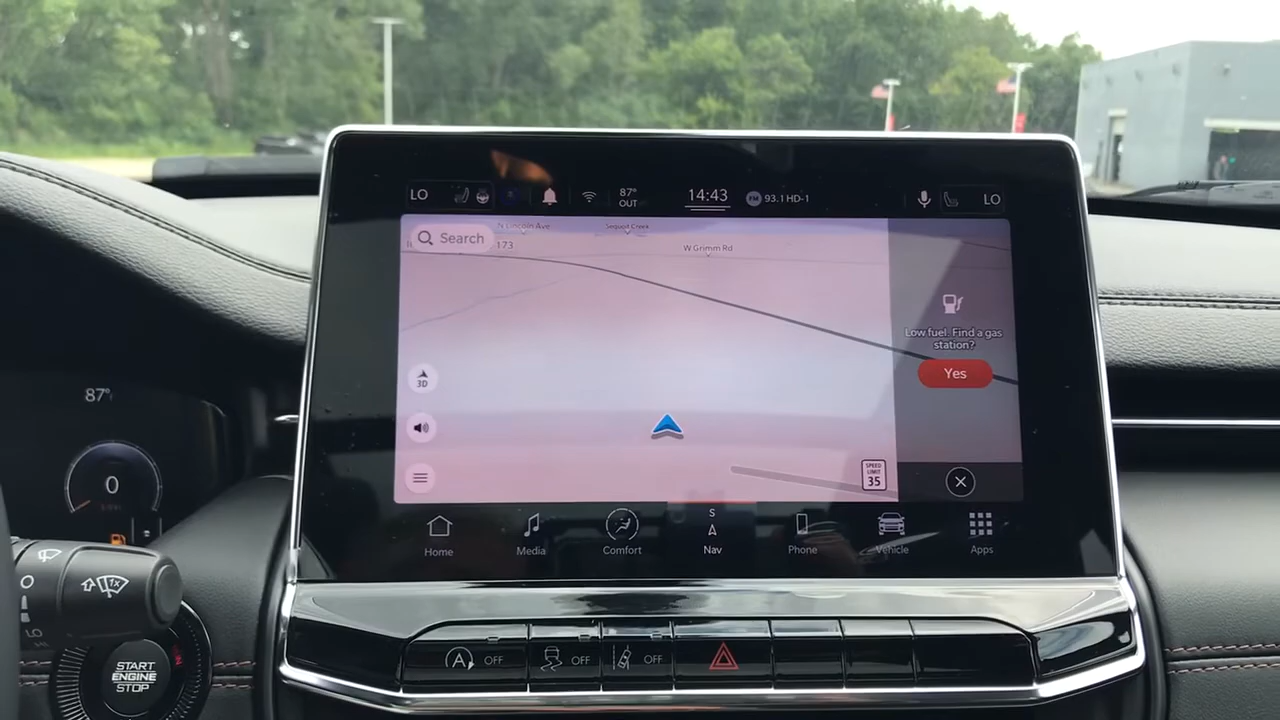 LO
87°
OUT
14:43
FM
93.1 HD-1
LO
Search
N Lincoln Ave
Sequoit Creek
173
W Grimm Rd
Low fuel. Find a gas
station?
Yes
3D
SPEED
LIMIT
35
S
Home
Media
Comfort
Nav
Phone
Vehicle
Apps
87°
0
1x
LO
A OFF
OFF
OFF
START
ENGINE
STOP